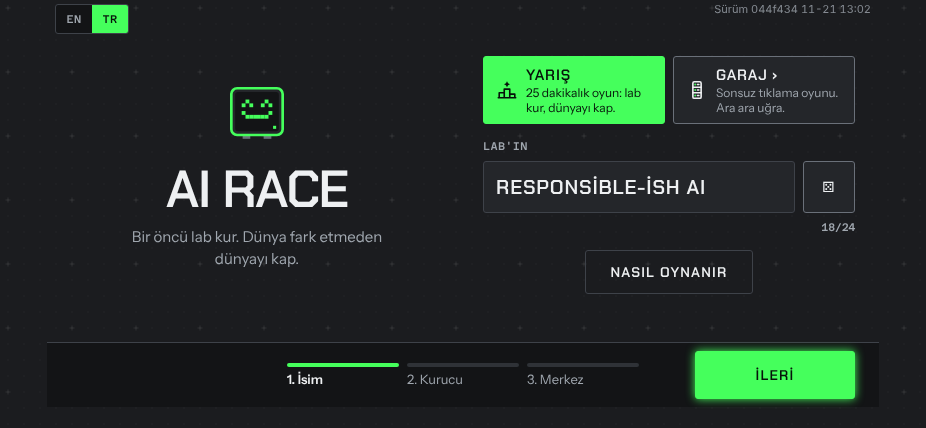 EN TR
Sürüm 044f434 11-21 13:02
AI RACE
Bir öncü lab kur. Dünya fark etmeden
dünyayı kap.
YARIŞ
25 dakikalık oyun: lab
kur, dünyayı kap.
GARAJ ›
Sonsuz tıklama oyunu.
Ara ara uğra.
LAB'IN
RESPONSİBLE-İSH AI
18/24
NASIL OYNANIR
1. İsim
2. Kurucu
3. Merkez
İLERİ